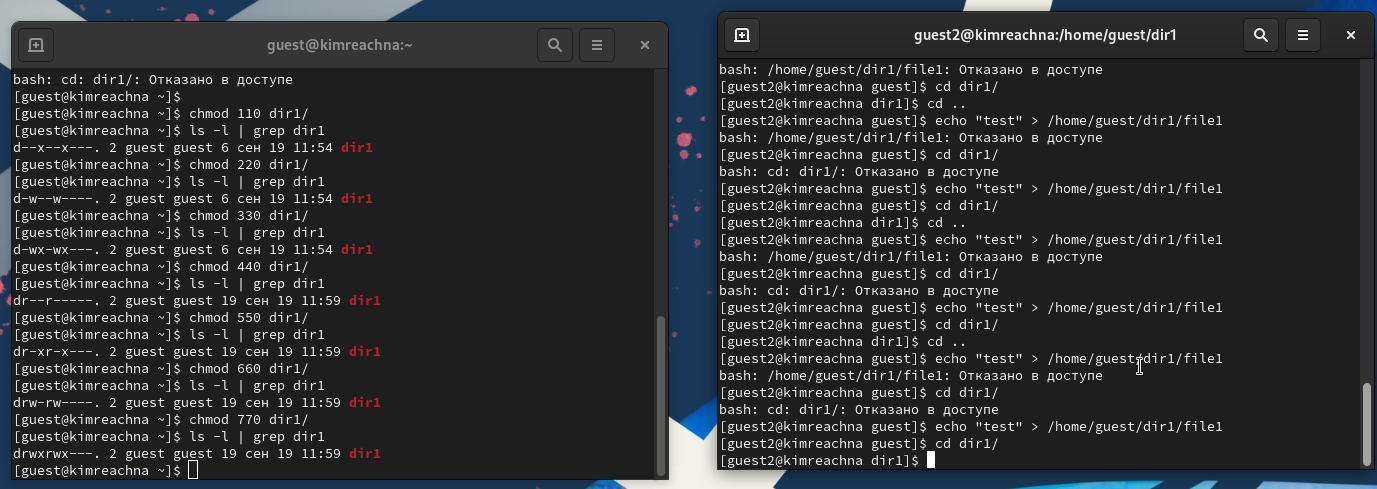 guest@kimreachna:~
bash: cd: dir1/: Отказано в доступе
[guest@kimreachna ~]$
[guest@kimreachna ~]$ chmod 110 dir1/
[guest@kimreachna ~]$ ls -l | grep dir1
d--x--x---. 2 guest guest 6 сен 19 11:54 dir1
[guest@kimreachna ~]$ chmod 220 dir1/
[guest@kimreachna ~]$ ls -l | grep dir1
d-w--w----. 2 guest guest 6 сен 19 11:54 dir1
[guest@kimreachna ~]$ chmod 330 dir1/
[guest@kimreachna ~]$ ls -l | grep dir1
d-wx-wx---. 2 guest guest 6 сен 19 11:54 dir1
[guest@kimreachna ~]$ chmod 440 dir1/
[guest@kimreachna ~]$ ls -l | grep dir1
dr--r-----. 2 guest guest 19 сен 19 11:59 dir1
[guest@kimreachna ~]$ chmod 550 dir1/
[guest@kimreachna ~]$ ls -l | grep dir1
dr-xr-x---. 2 guest guest 19 сен 19 11:59 dir1
[guest@kimreachna ~]$ chmod 660 dir1/
[guest@kimreachna ~]$ ls -l | grep dir1
drw-rw----. 2 guest guest 19 сен 19 11:59 dir1
[guest@kimreachna ~]$ chmod 770 dir1/
[guest@kimreachna ~]$ ls -l | grep dir1
drwxrwx---. 2 guest guest 19 сен 19 11:59 dir1
[guest@kimreachna ~]$
guest2@kimreachna:/home/guest/dir1
bash: /home/guest/dir1/file1: Отказано в доступе
[guest2@kimreachna guest]$ cd dir1/
[guest2@kimreachna dir1]$ cd ..
[guest2@kimreachna guest]$ echo "test" > /home/guest/dir1/file1
bash: /home/guest/dir1/file1: Отказано в доступе
[guest2@kimreachna guest]$ cd dir1/
bash: cd: dir1/: Отказано в доступе
[guest2@kimreachna guest]$ echo "test" > /home/guest/dir1/file1
[guest2@kimreachna guest]$ cd dir1/
[guest2@kimreachna dir1]$ cd ..
[guest2@kimreachna guest]$ echo "test" > /home/guest/dir1/file1
bash: /home/guest/dir1/file1: Отказано в доступе
[guest2@kimreachna guest]$ cd dir1/
bash: cd: dir1/: Отказано в доступе
[guest2@kimreachna guest]$ echo "test" > /home/guest/dir1/file1
[guest2@kimreachna guest]$ cd dir1/
[guest2@kimreachna dir1]$ cd ..
[guest2@kimreachna guest]$ echo "test" > /home/guest/dir1/file1
bash: /home/guest/dir1/file1: Отказано в доступе
[guest2@kimreachna guest]$ cd dir1/
bash: cd: dir1/: Отказано в доступе
[guest2@kimreachna guest]$ echo "test" > /home/guest/dir1/file1
[guest2@kimreachna guest]$ cd dir1/
[guest2@kimreachna dir1]$